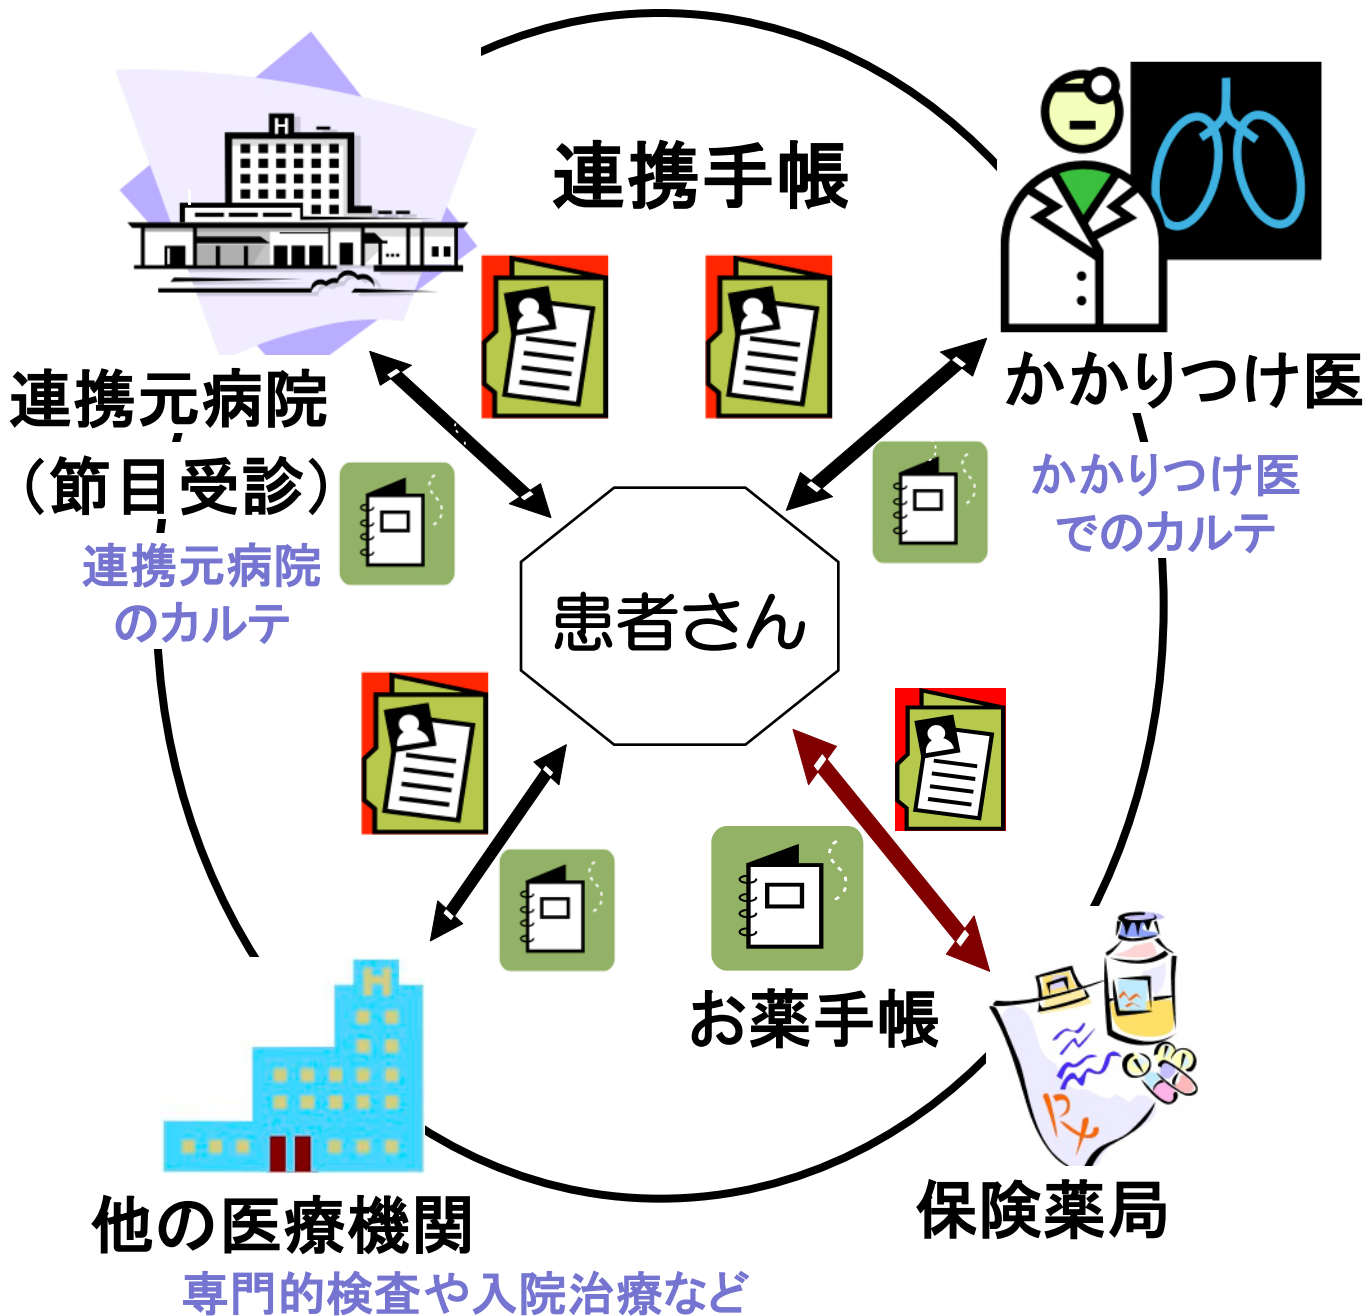 H
連携手帳
連携元病院
（節目受診）
連携元病院
のカルテ
かかりつけ医
かかりつけ医
でのカルテ
患者さん
お薬手帳
H
Rx
他の医療機関
専門的検査や入院治療など
保険薬局